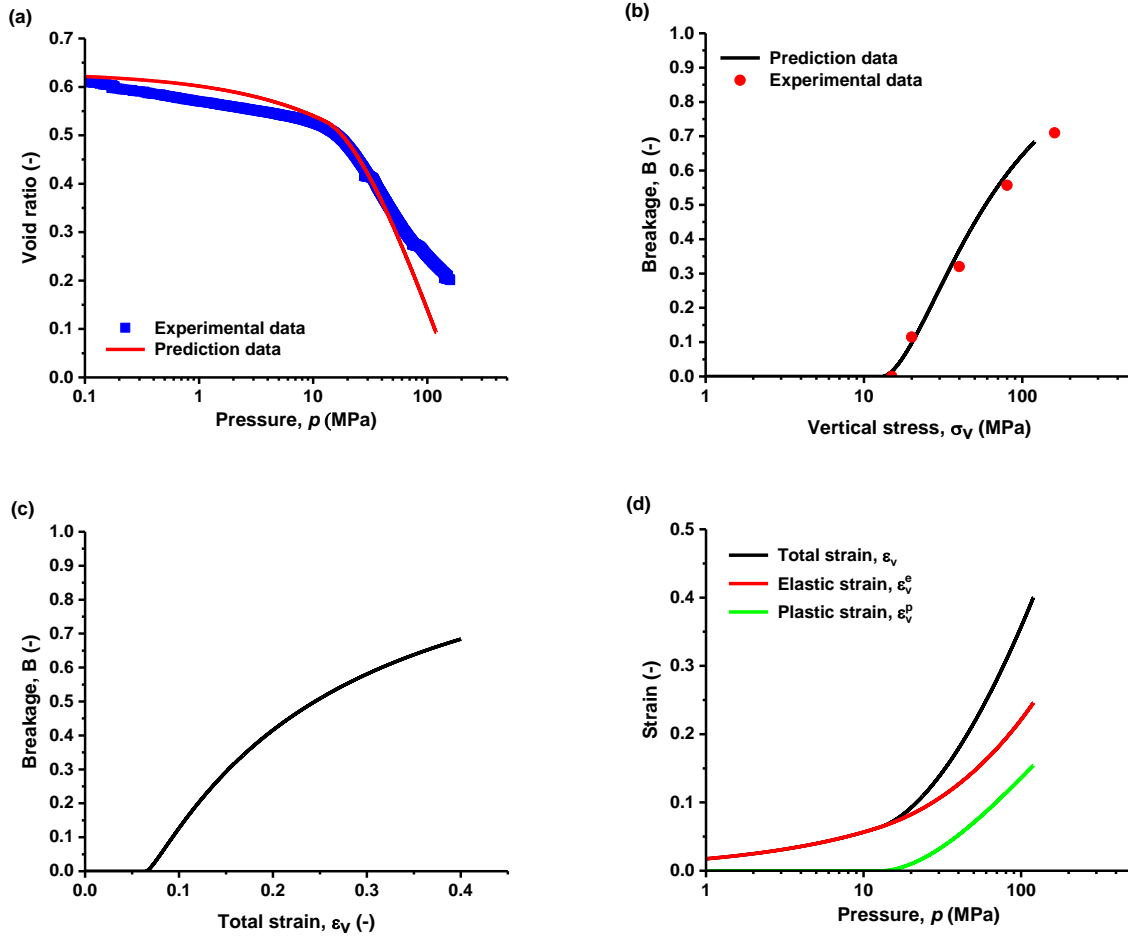 (a)
0.7
0.6
0.5
0.4
0.3
0.2
0.1
0.0
Void ratio (-)
Experimental data
Prediction data
0.1
1
10
100
Pressure, p (MPa)
(b)
1.0
0.9
0.8
0.7
0.6
0.5
0.4
0.3
0.2
0.1
0.0
Breakage, B (-)
Prediction data
Experimental data
1
10
100
Vertical stress, σv (MPa)
(c)
1.0
0.9
0.8
0.7
0.6
0.5
0.4
0.3
0.2
0.1
0.0
Breakage, B (-)
0.0
0.1
0.2
0.3
0.4
Total strain, εv (-)
(d)
0.5
0.4
0.3
0.2
0.1
0.0
Strain (-)
Total strain, εv
Elastic strain, εve
Plastic strain, εvp
1
10
100
Pressure, p (MPa)